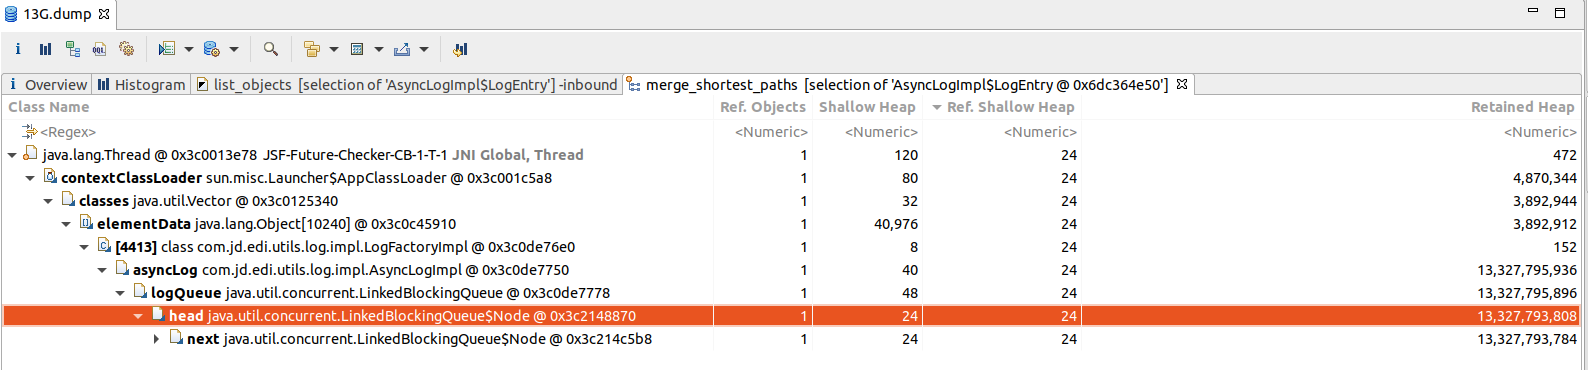 13G.dump
i OQL
i Overview Histogram list_objects [selection of 'AsyncLogImpl$LogEntry'] -inbound merge_shortest_paths [selection of 'AsyncLogImpl$LogEntry @ 0x6dc364e50']
Class Name Ref. Objects Shallow Heap Ref. Shallow Heap Retained Heap
<Regex> <Numeric> <Numeric> <Numeric> <Numeric>
java.lang.Thread @ 0x3c0013e78 JSF-Future-Checker-CB-1-T-1 JNI Global, Thread 1 120 24 472
contextClassLoader sun.misc.Launcher$AppClassLoader @ 0x3c001c5a8 1 80 24 4,870,344
classes java.util.Vector @ 0x3c0125340 1 32 24 3,892,944
elementData java.lang.Object[10240] @ 0x3c0c45910 1 40,976 24 3,892,912
[4413] class com.jd.edi.utils.log.impl.LogFactoryImpl @ 0x3c0de76e0 1 8 24 152
asyncLog com.jd.edi.utils.log.impl.AsyncLogImpl @ 0x3c0de7750 1 40 24 13,327,795,936
logQueue java.util.concurrent.LinkedBlockingQueue @ 0x3c0de7778 1 48 24 13,327,795,896
head java.util.concurrent.LinkedBlockingQueue$Node @ 0x3c2148870 1 24 24 13,327,793,808
next java.util.concurrent.LinkedBlockingQueue$Node @ 0x3c214c5b8 1 24 24 13,327,793,784